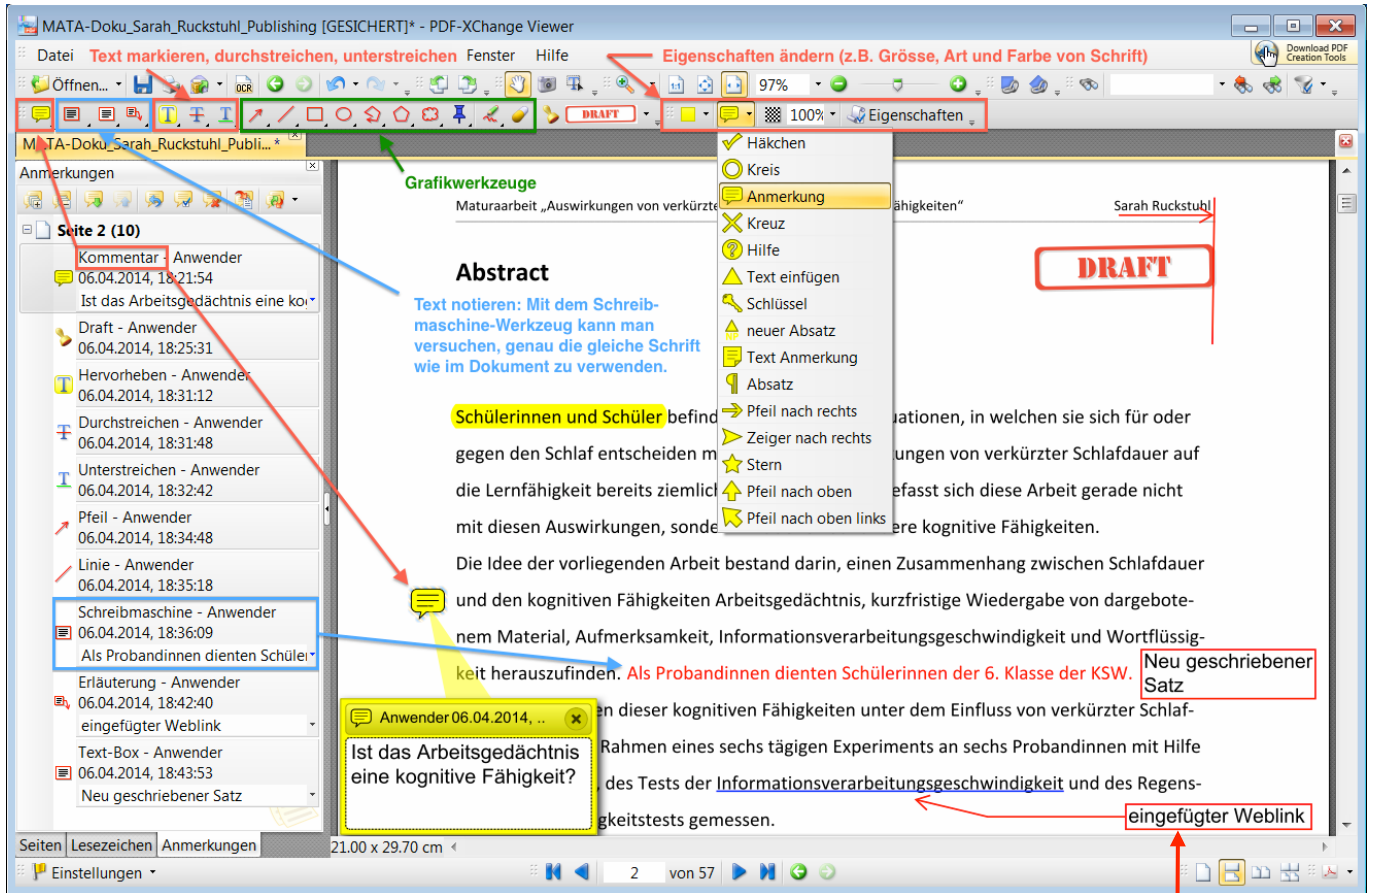 MATA-Doku_Sarah_Ruckstuhl_Publishing [GESICHERT]* - PDF-XChange Viewer
Datei Text markieren, durchstreichen, unterstreichen Fenster Hilfe Eigenschaften ändern (z.B. Grösse, Art und Farbe von Schrift)
Download PDF
Creation Tools
Öffnen... OCR 1:1 97%
T T T DRAFT 100% Eigenschaften
MATA-Doku_Sarah_Ruckstuhl_Publi... *
Anmerkungen
Seite 2 (10)
Kommentar - Anwender
06.04.2014, 18:21:54
Ist das Arbeitsgedächtnis eine ko
Draft - Anwender
06.04.2014, 18:25:31
Hervorheben - Anwender
06.04.2014, 18:31:12
Durchstreichen - Anwender
06.04.2014, 18:31:48
Unterstreichen - Anwender
06.04.2014, 18:32:42
Pfeil - Anwender
06.04.2014, 18:34:48
Linie - Anwender
06.04.2014, 18:35:18
Schreibmaschine - Anwender
06.04.2014, 18:36:09
Als Probandinnen dienten Schüler
Erläuterung - Anwender
06.04.2014, 18:42:40
eingefügter Weblink
Text-Box - Anwender
06.04.2014, 18:43:53
Neu geschriebener Satz
Seiten Lesezeichen Anmerkungen
Einstellungen
Grafikwerkzeuge
Häkchen
Kreis
Anmerkung
Kreuz
Hilfe
Text einfügen
Schlüssel
neuer Absatz
Text Anmerkung
Absatz
Pfeil nach rechts
Zeiger nach rechts
Stern
Pfeil nach oben
Pfeil nach oben links
Maturaarbeit „Auswirkungen von verkürzte ähigkeiten“ Sarah Ruckstuhl
DRAFT
Abstract
Text notieren: Mit dem Schreib-
maschine-Werkzeug kann man
versuchen, genau die gleiche Schrift
wie im Dokument zu verwenden.
Schülerinnen und Schüler befind uationen, in welchen sie sich für oder
gegen den Schlaf entscheiden m ungen von verkürzter Schlafdauer auf
die Lernfähigkeit bereits ziemlich efasst sich diese Arbeit gerade nicht
mit diesen Auswirkungen, sonde ere kognitive Fähigkeiten.
Die Idee der vorliegenden Arbeit bestand darin, einen Zusammenhang zwischen Schlafdauer
und den kognitiven Fähigkeiten Arbeitsgedächtnis, kurzfristige Wiedergabe von dargebote-
nem Material, Aufmerksamkeit, Informationsverarbeitungsgeschwindigkeit und Wortflüssig-
keit herauszufinden. Als Probandinnen dienten Schülerinnen der 6. Klasse der KSW.
Neu geschriebener
Satz
en dieser kognitiven Fähigkeiten unter dem Einfluss von verkürzter Schlaf-
Rahmen eines sechs tägigen Experiments an sechs Probandinnen mit Hilfe
, des Tests der Informationsverarbeitungsgeschwindigkeit und des Regens-
gkeitstests gemessen.
eingefügter Weblink
Anwender 06.04.2014, ..
Ist das Arbeitsgedächtnis
eine kognitive Fähigkeit?
21.00 x 29.70 cm
2 von 57